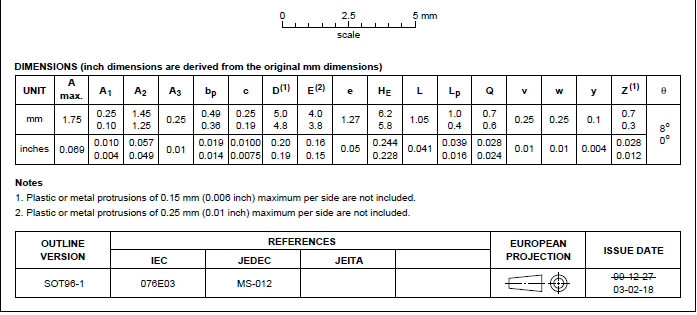 0 2.5 5 mm
scale
DIMENSIONS (inch dimensions are derived from the original mm dimensions)
UNIT A max. A1 A2 A3 bp c D(1) E(2) e HE L Lp Q v w y Z(1) θ
mm 1.75 0.25 0.10 1.45 1.25 0.25 0.49 0.36 0.25 0.19 5.0 4.8 4.0 3.8 1.27 6.2 5.8 1.05 1.0 0.4 0.7 0.6 0.25 0.25 0.1 0.7 0.3 8° 0°
inches 0.069 0.010 0.004 0.057 0.049 0.01 0.019 0.014 0.0100 0.0075 0.20 0.19 0.16 0.15 0.05 0.244 0.228 0.041 0.039 0.016 0.028 0.024 0.01 0.01 0.004 0.028 0.012
Notes
1. Plastic or metal protrusions of 0.15 mm (0.006 inch) maximum per side are not included.
2. Plastic or metal protrusions of 0.25 mm (0.01 inch) maximum per side are not included.
OUTLINE VERSION REFERENCES EUROPEAN PROJECTION ISSUE DATE
IEC JEDEC JEITA
SOT96-1 076E03 MS-012 99-12-27
03-02-18